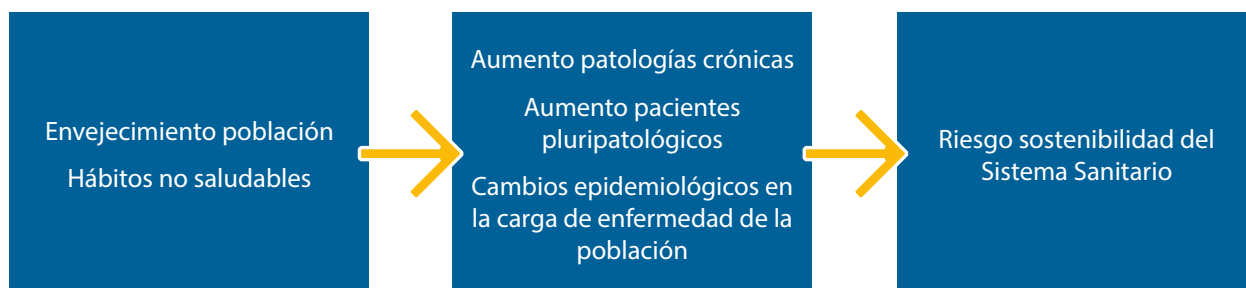 Envejecimiento población
Hábitos no saludables
Aumento patologías crónicas
Aumento pacientes
pluripatológicos
Cambios epidemiológicos en
la carga de enfermedad de la
población
Riesgo sostenibilidad del
Sistema Sanitario